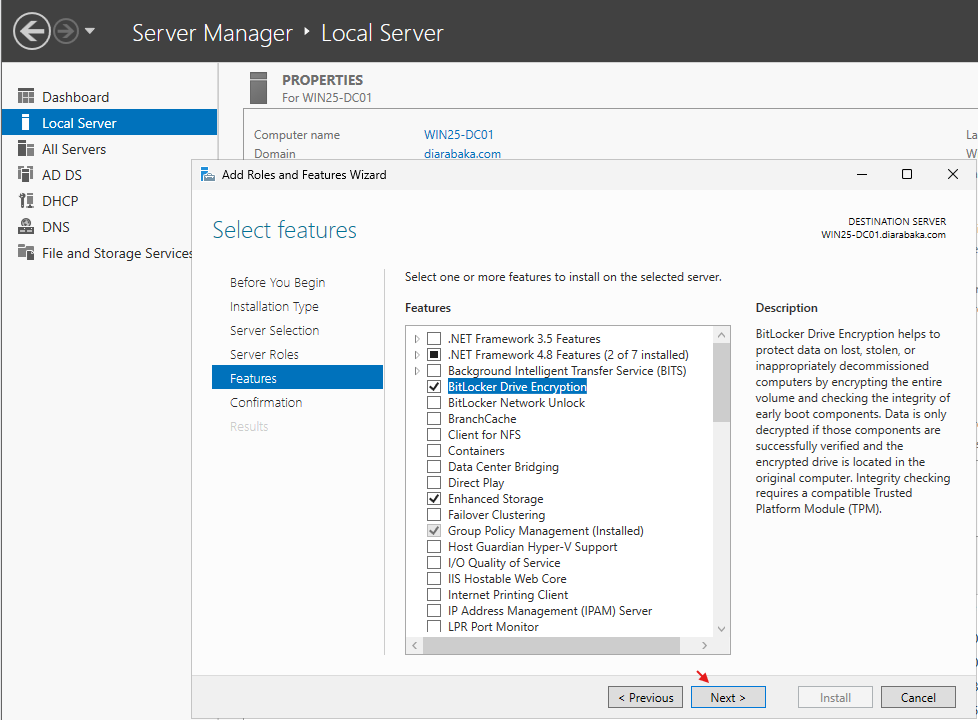 Server Manager ‣ Local Server
Dashboard
Local Server
All Servers
AD DS
DHCP
DNS
File and Storage Services
PROPERTIES
For WIN25-DC01
Computer name WIN25-DC01
Domain diarabaka.com
Add Roles and Features Wizard
Select features
DESTINATION SERVER
WIN25-DC01.diarabaka.com
Before You Begin
Installation Type
Server Selection
Server Roles
Features
Confirmation
Results
Select one or more features to install on the selected server.
Features
.NET Framework 3.5 Features
.NET Framework 4.8 Features (2 of 7 installed)
Background Intelligent Transfer Service (BITS)
BitLocker Drive Encryption
BitLocker Network Unlock
BranchCache
Client for NFS
Containers
Data Center Bridging
Direct Play
Enhanced Storage
Failover Clustering
Group Policy Management (Installed)
Host Guardian Hyper-V Support
I/O Quality of Service
IIS Hostable Web Core
Internet Printing Client
IP Address Management (IPAM) Server
LPR Port Monitor
Description
BitLocker Drive Encryption helps to
protect data on lost, stolen, or
inappropriately decommissioned
computers by encrypting the entire
volume and checking the integrity of
early boot components. Data is only
decrypted if those components are
successfully verified and the
encrypted drive is located in the
original computer. Integrity checking
requires a compatible Trusted
Platform Module (TPM).
< Previous
Next >
Install
Cancel